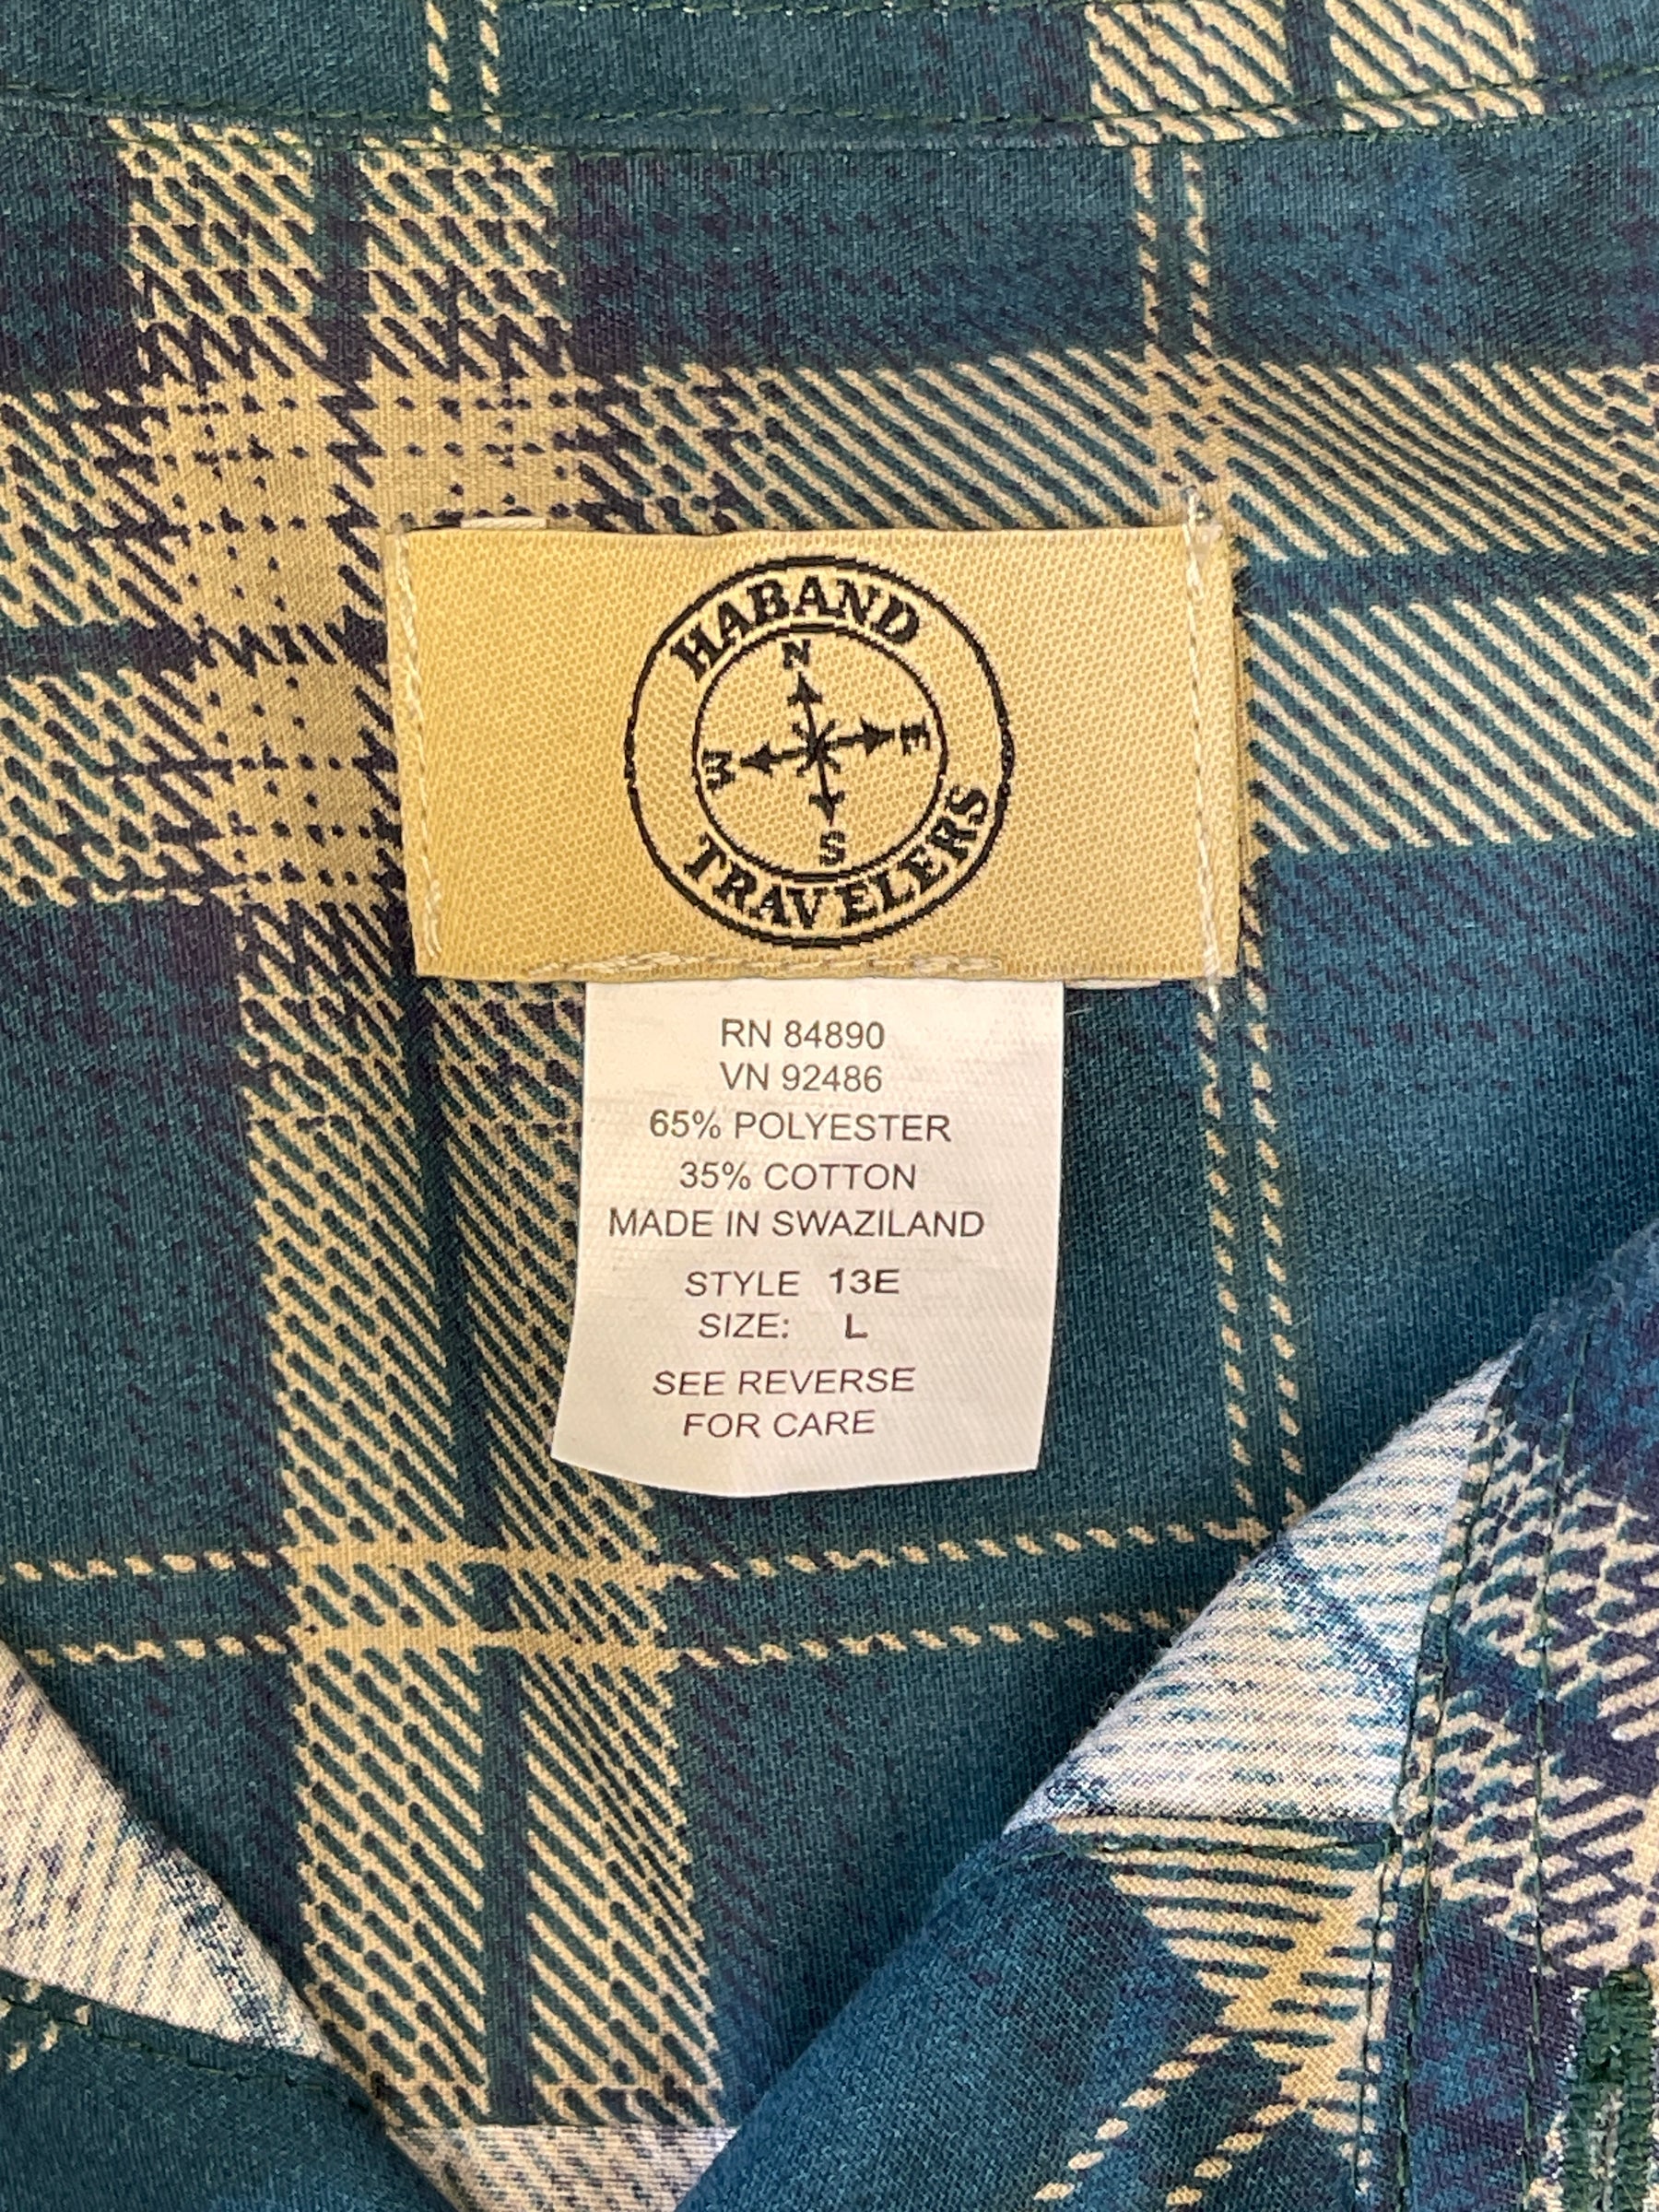 HABAND
N
W E
S
TRAVELERS
RN 84890
VN 92486
65% POLYESTER
35% COTTON
MADE IN SWAZILAND
STYLE 13E
SIZE: L
SEE REVERSE
FOR CARE